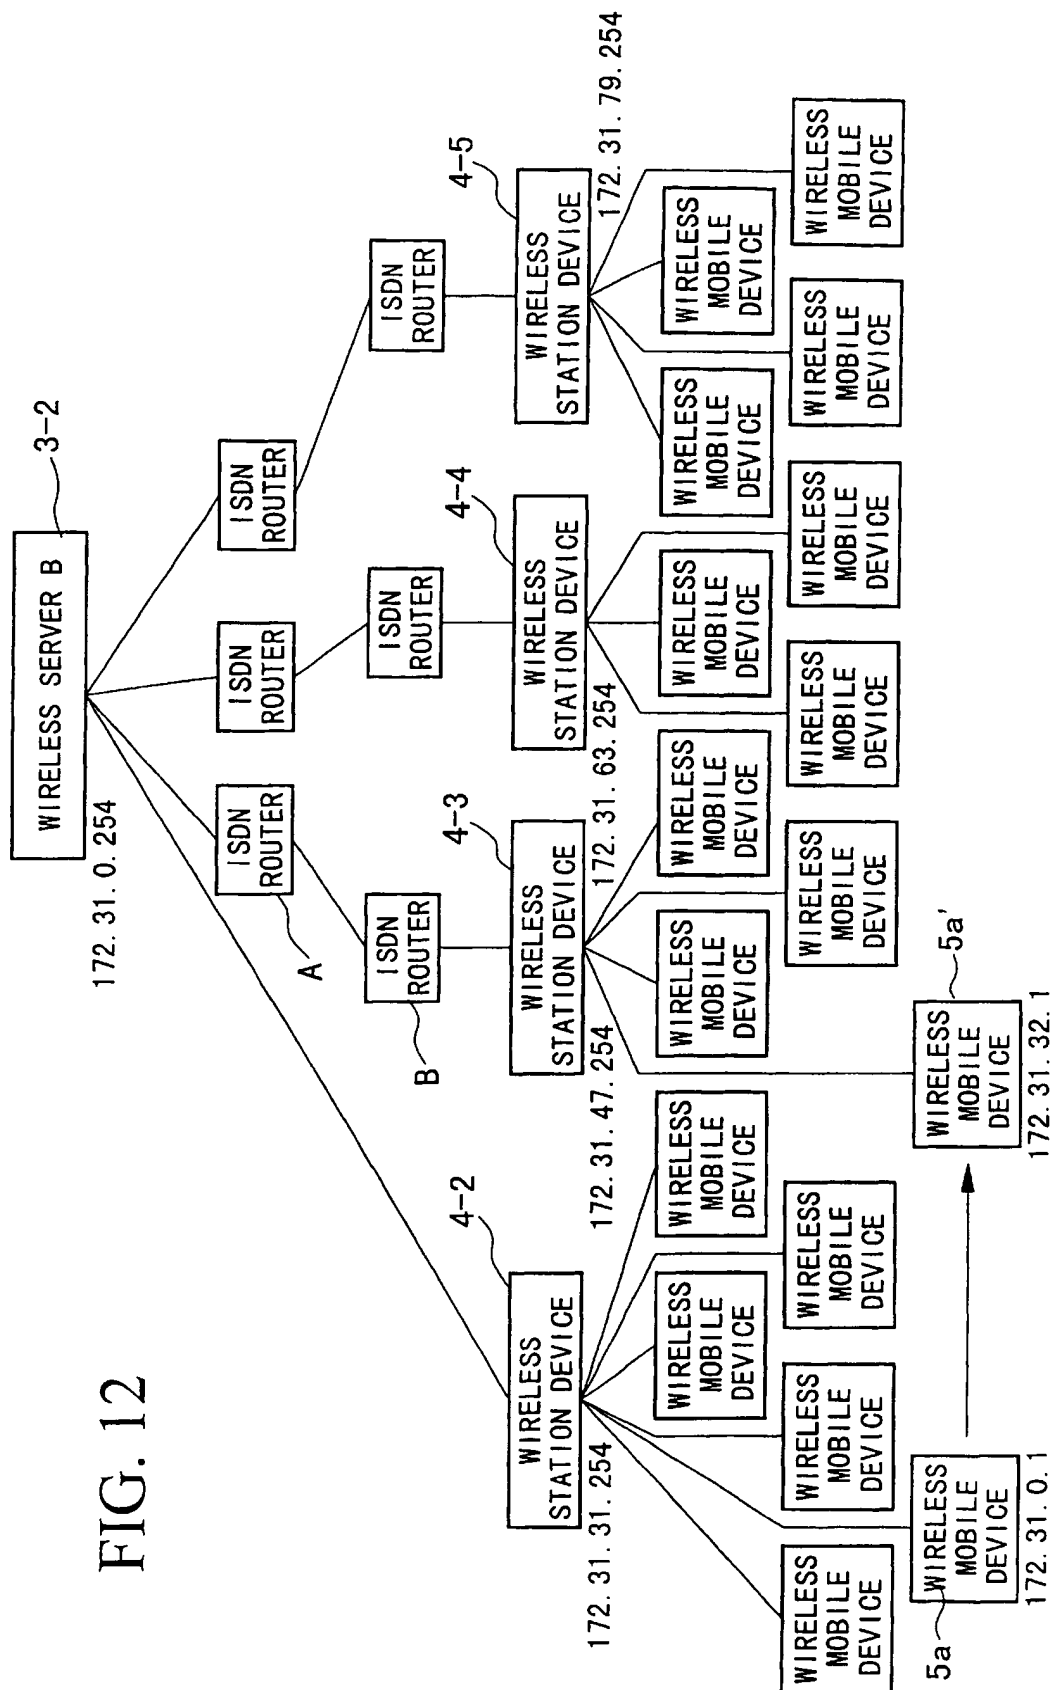 FIG. 12
WIRELESS SERVER B
3-2
172. 31. 0. 254
ISDN
ROUTER
A
ISDN
ROUTER
ISDN
ROUTER
ISDN
ROUTER
B
ISDN
ROUTER
ISDN
ROUTER
WIRELESS
STATION DEVICE
4-2
172. 31. 31. 254
WIRELESS
STATION DEVICE
4-3
172. 31. 47. 254
WIRELESS
STATION DEVICE
4-4
172. 31. 63. 254
WIRELESS
STATION DEVICE
4-5
172. 31. 79. 254
WIRELESS
MOBILE
DEVICE
WIRELESS
MOBILE
DEVICE
WIRELESS
MOBILE
DEVICE
WIRELESS
MOBILE
DEVICE
WIRELESS
MOBILE
DEVICE
WIRELESS
MOBILE
DEVICE
WIRELESS
MOBILE
DEVICE
WIRELESS
MOBILE
DEVICE
WIRELESS
MOBILE
DEVICE
WIRELESS
MOBILE
DEVICE
WIRELESS
MOBILE
DEVICE
WIRELESS
MOBILE
DEVICE
WIRELESS
MOBILE
DEVICE
WIRELESS
MOBILE
DEVICE
WIRELESS
MOBILE
DEVICE
5a
WIRELESS
MOBILE
DEVICE
172. 31. 0. 1
5a'
WIRELESS
MOBILE
DEVICE
172. 31. 32. 1